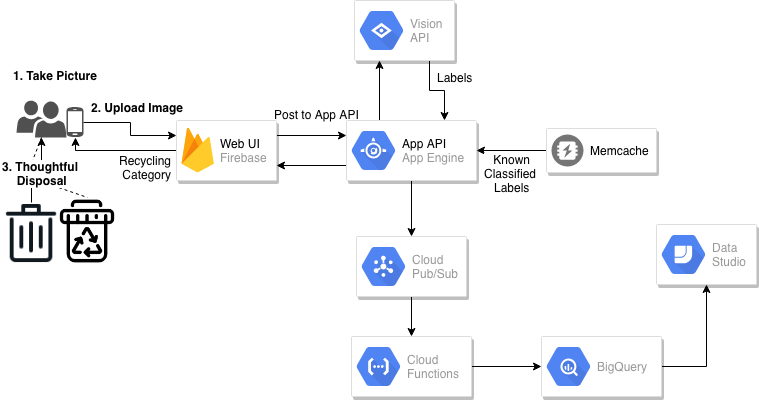 Vision
API
1. Take Picture
Labels
2. Upload Image
Post to App API
Web UI
Firebase
App API
App Engine
Memcache
Recycling
Category
Known
Classified
Labels
3. Thoughtful
Disposal
Cloud
Pub/Sub
Data
Studio
Cloud
Functions
BigQuery